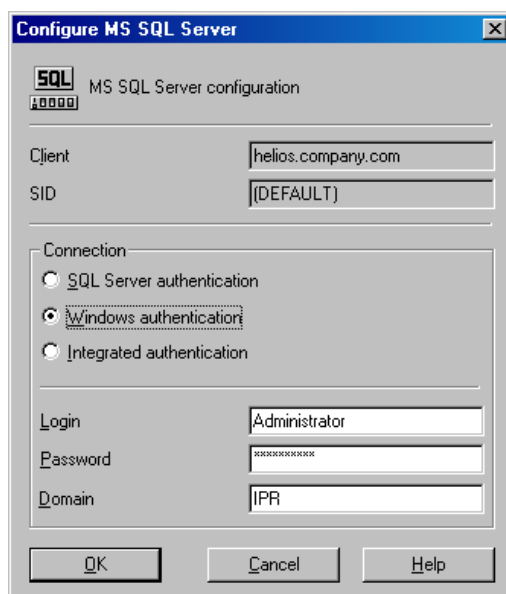 Configure MS SQL Server
SQL
MS SQL Server configuration
Client helios.company.com
SID (DEFAULT)
Connection
SQL Server authentication
Windows authentication
Integrated authentication
Login Administrator
Password **********
Domain IPR
OK Cancel Help